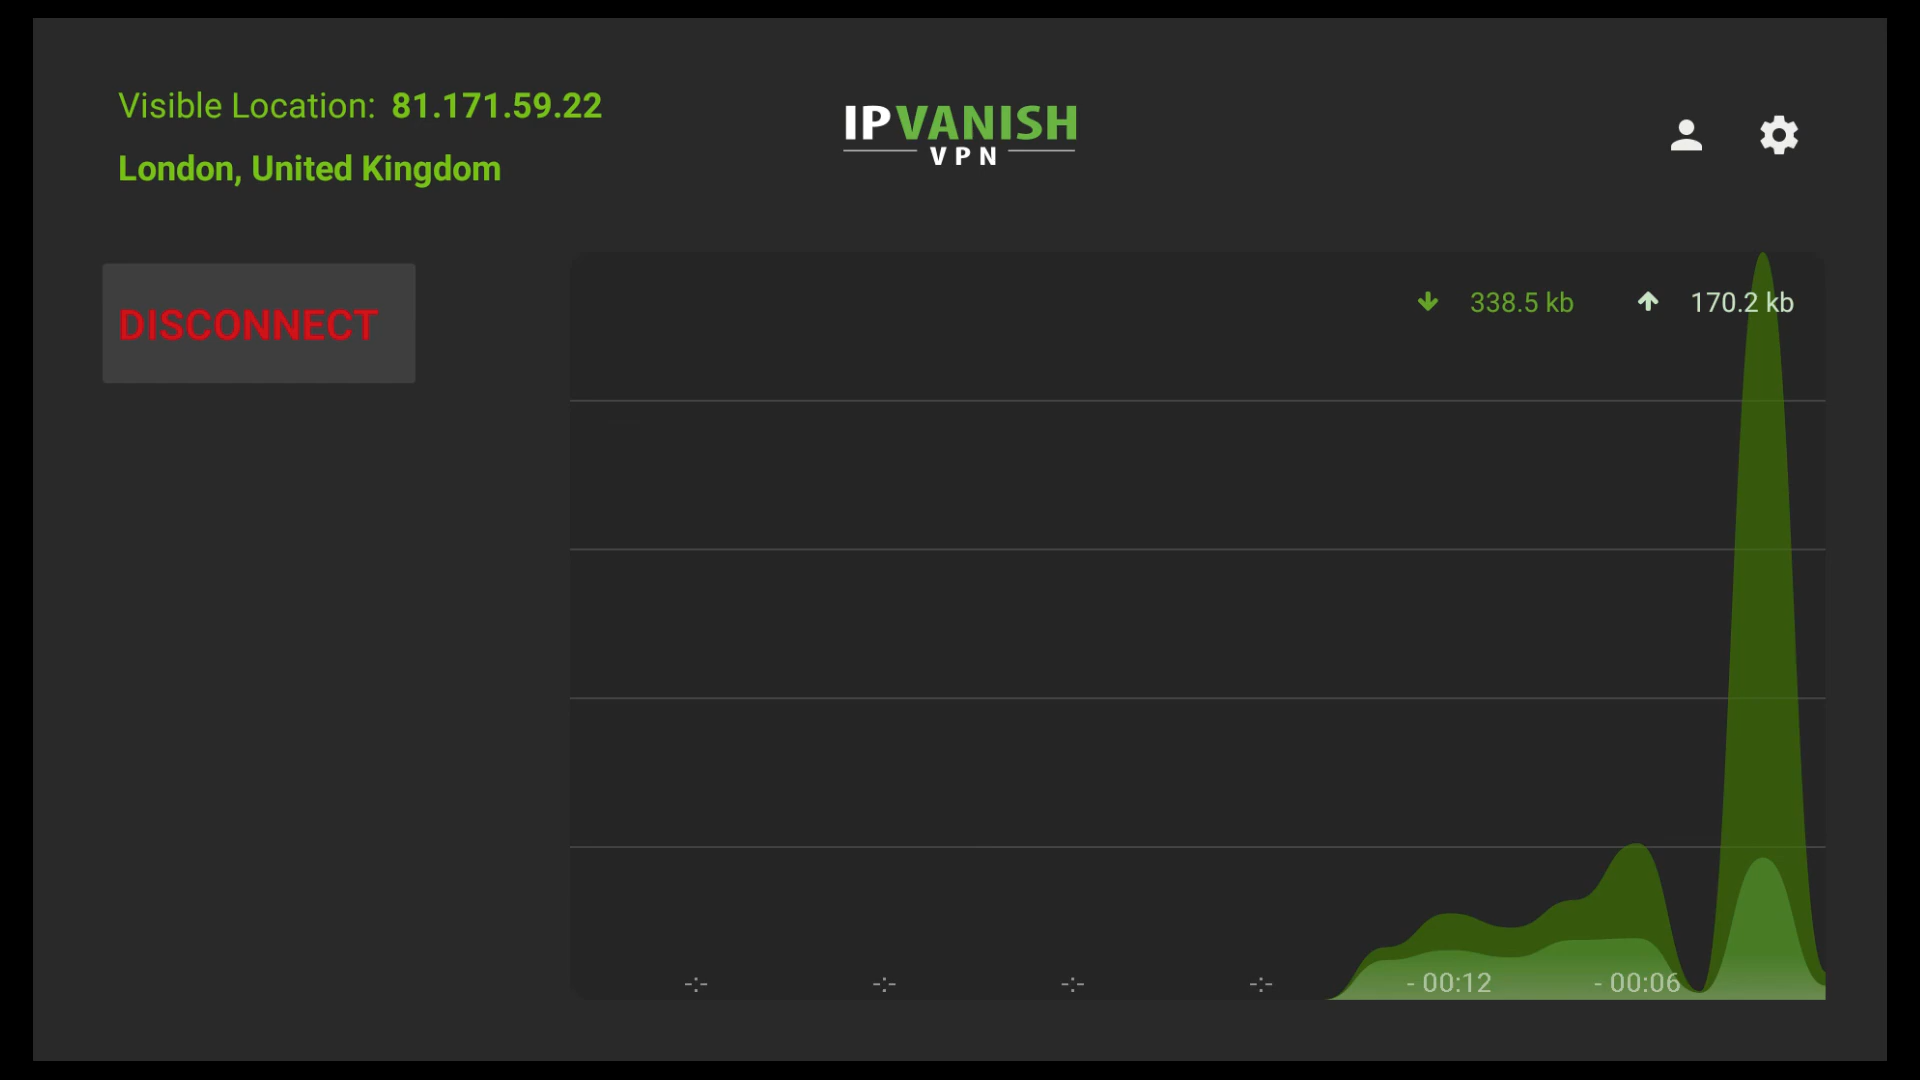 Visible Location: 81.171.59.22
London, United Kingdom
IPVANISH
VPN
DISCONNECT
338.5 kb 170.2 kb
-:- -:- -:- -:- - 00:12 - 00:06